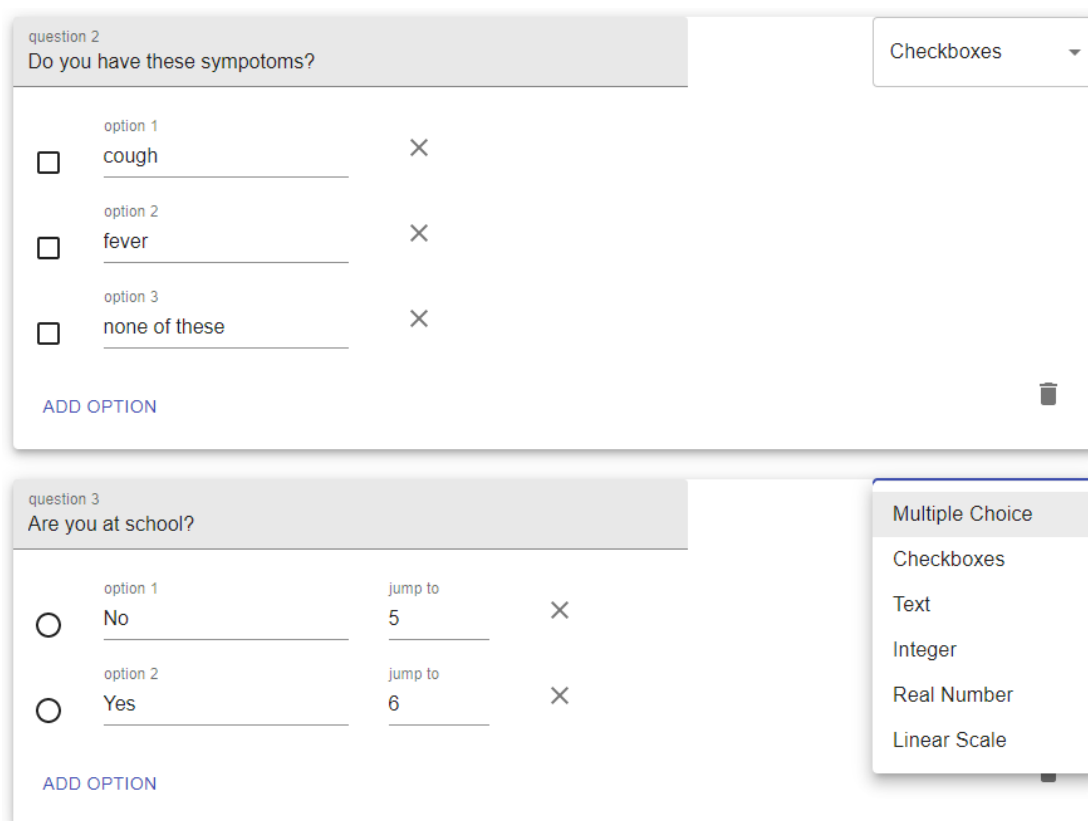 question 2
Do you have these sympotoms?
Checkboxes
option 1
cough
option 2
fever
option 3
none of these
ADD OPTION
question 3
Are you at school?
Multiple Choice
Checkboxes
Text
Integer
Real Number
Linear Scale
option 1
No
jump to
5
option 2
Yes
jump to
6
ADD OPTION